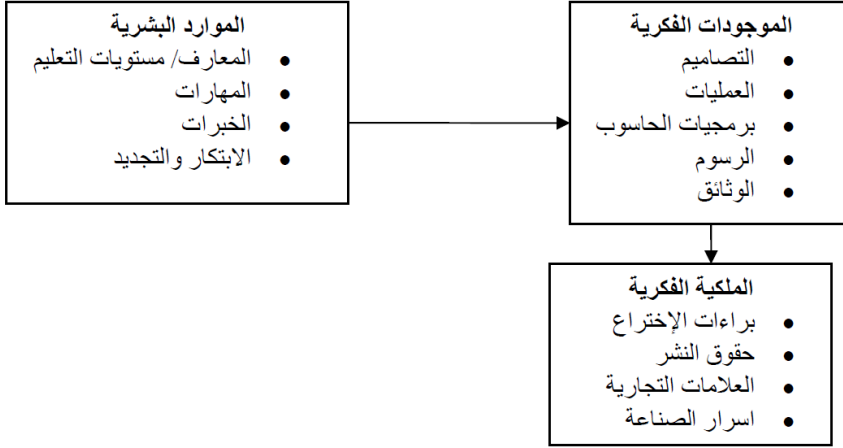 الموارد البشرية
• المعارف/ مستويات التعليم
• المهارات
• الخبرات
• الابتكار والتجديد
الموجودات الفكرية
• التصاميم
• العمليات
• برمجيات الحاسوب
• الرسوم
• الوثائق
الملكية الفكرية
• براءات الإختراع
• حقوق النشر
• العلامات التجارية
• اسرار الصناعة